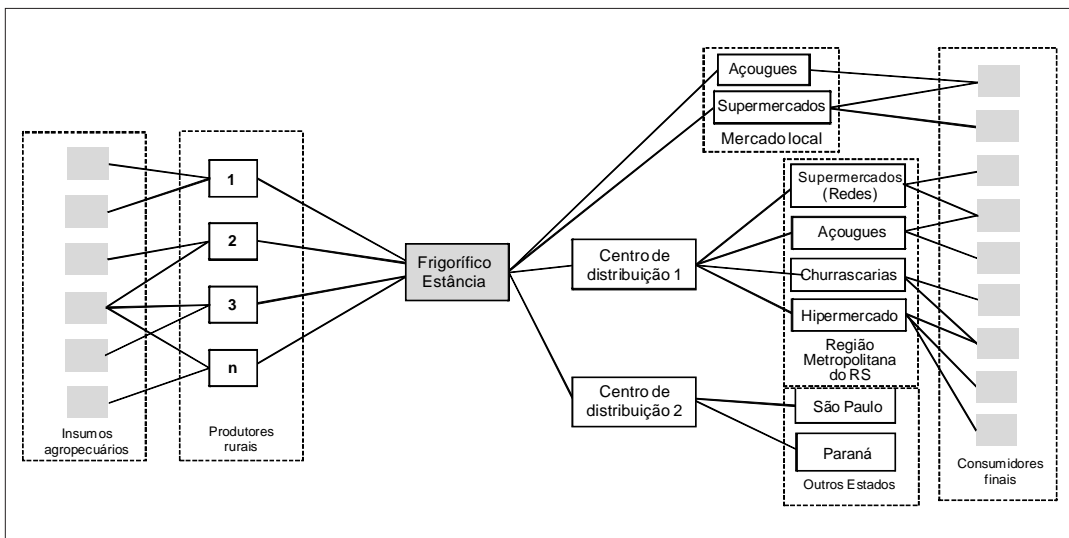 Insumos
agropecuários
1
2
3
n
Produtores
rurais
Frigorífico
Estância
Centro de
distribuição 1
Centro de
distribuição 2
Açougues
Supermercados
Mercado local
Supermercados
(Redes)
Açougues
Churrascarias
Hipermercado
Região
Metropolitana
do RS
São Paulo
Paraná
Outros Estados
Consumidores
finais